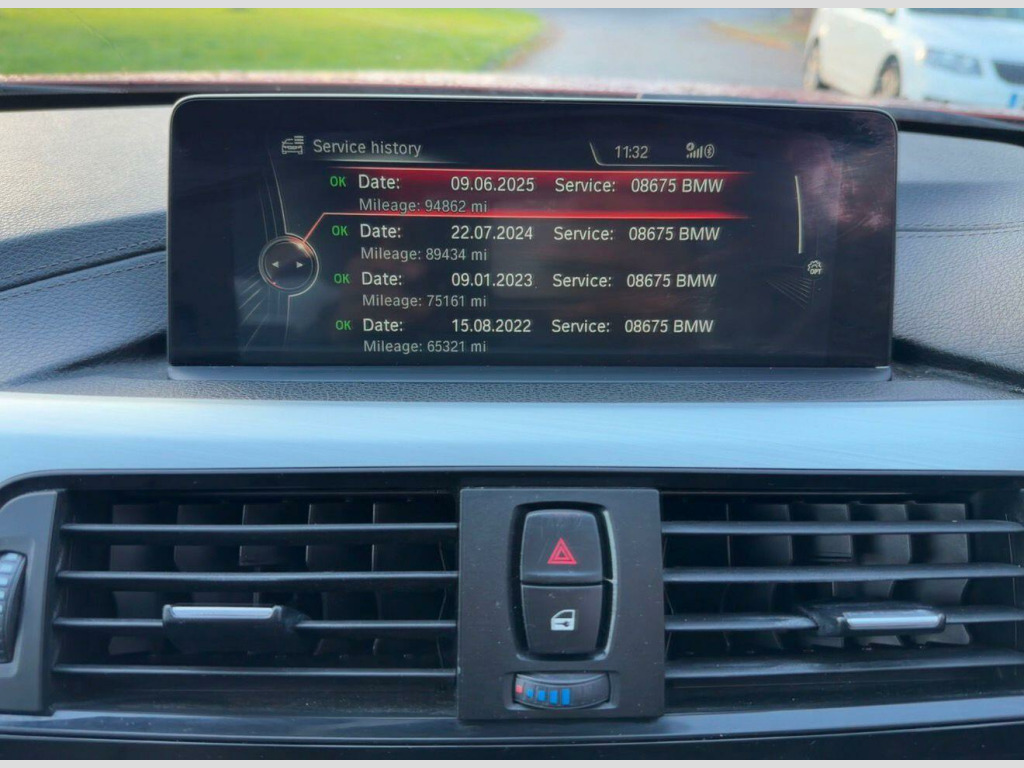 Service history 11:32
OK Date: 09.06.2025 Service: 08675 BMW
Mileage: 94862 mi
OK Date: 22.07.2024 Service: 08675 BMW
Mileage: 89434 mi
OK Date: 09.01.2023 Service: 08675 BMW
Mileage: 75161 mi
OK Date: 15.08.2022 Service: 08675 BMW
Mileage: 65321 mi
OPT